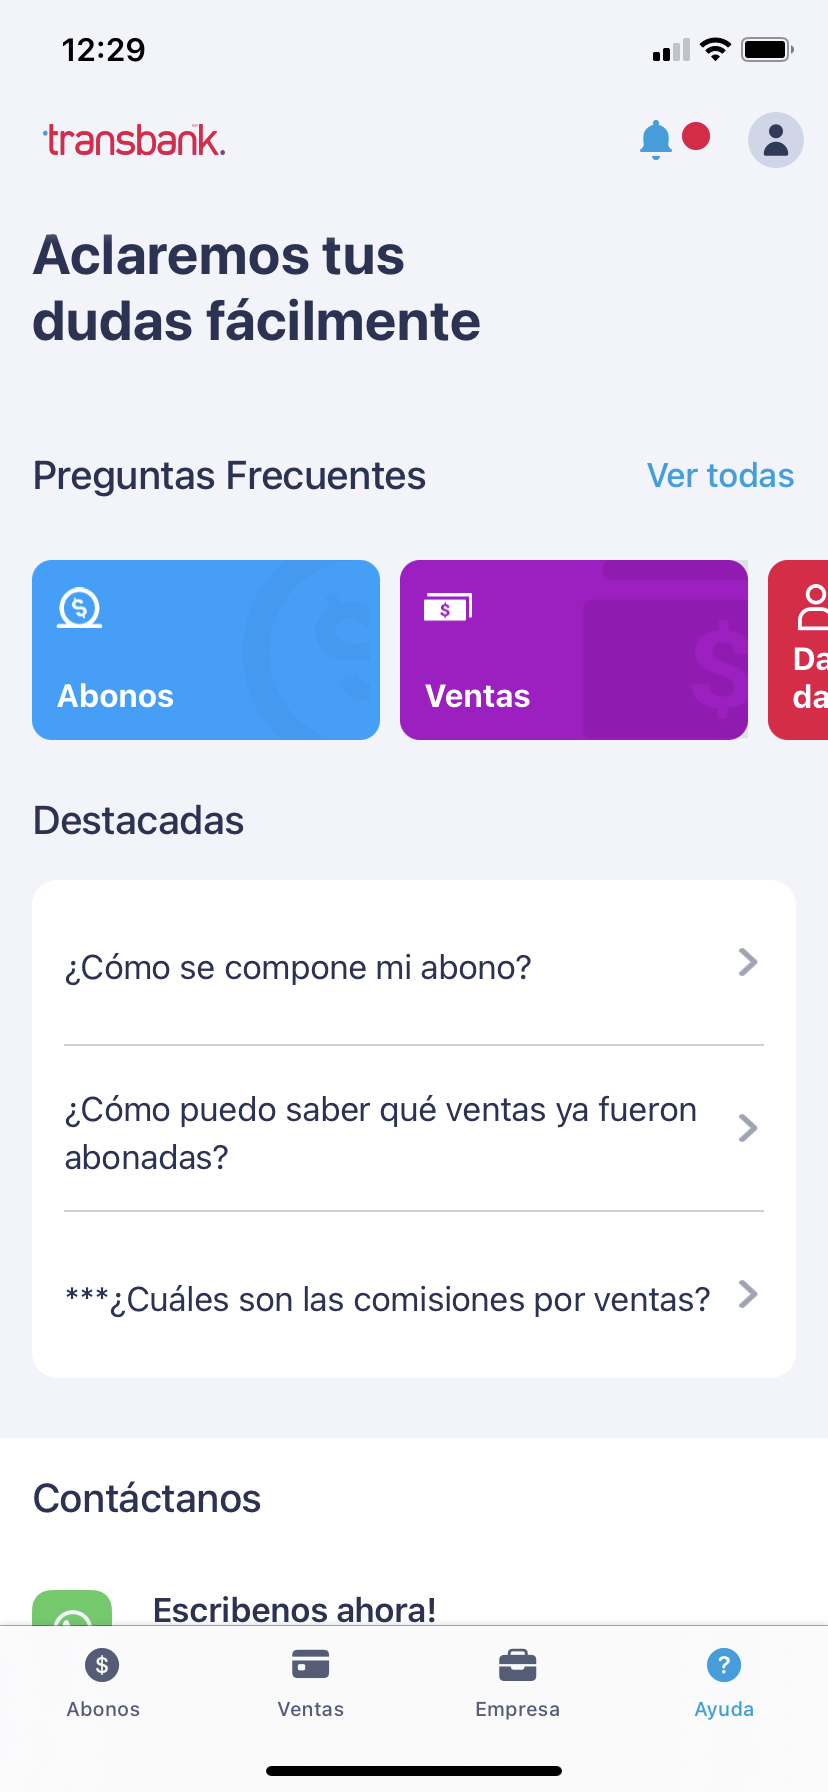 12:29
transbank.
Aclaremos tus
dudas fácilmente
Preguntas Frecuentes
Ver todas
Abonos
Ventas
Da
da
Destacadas
¿Cómo se compone mi abono?
¿Cómo puedo saber qué ventas ya fueron
abonadas?
***¿Cuáles son las comisiones por ventas?
Contáctanos
Escribenos ahora!
Abonos
Ventas
Empresa
Ayuda